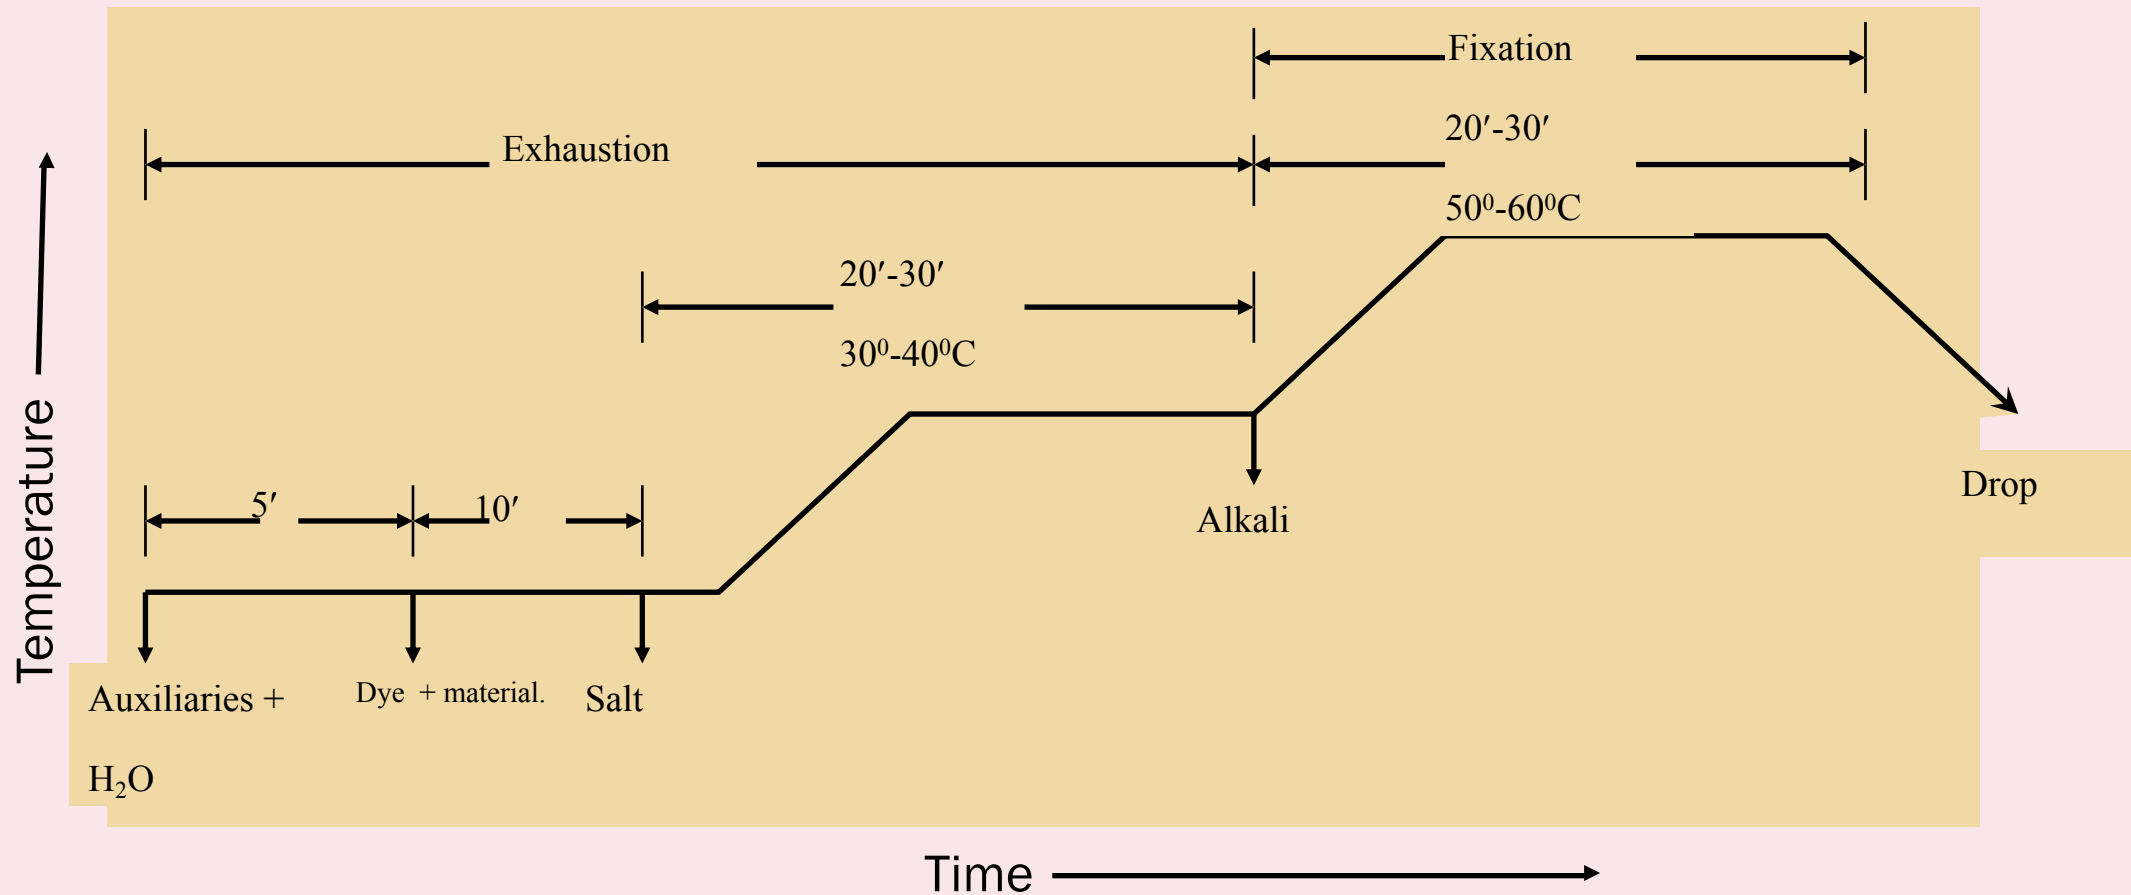 Fixation
20′-30′
50⁰-60⁰C
Exhaustion
20′-30′
30⁰-40⁰C
Temperature
5′
10′
Alkali
Drop
Auxiliaries +
H₂O
Dye + material.
Salt
Time